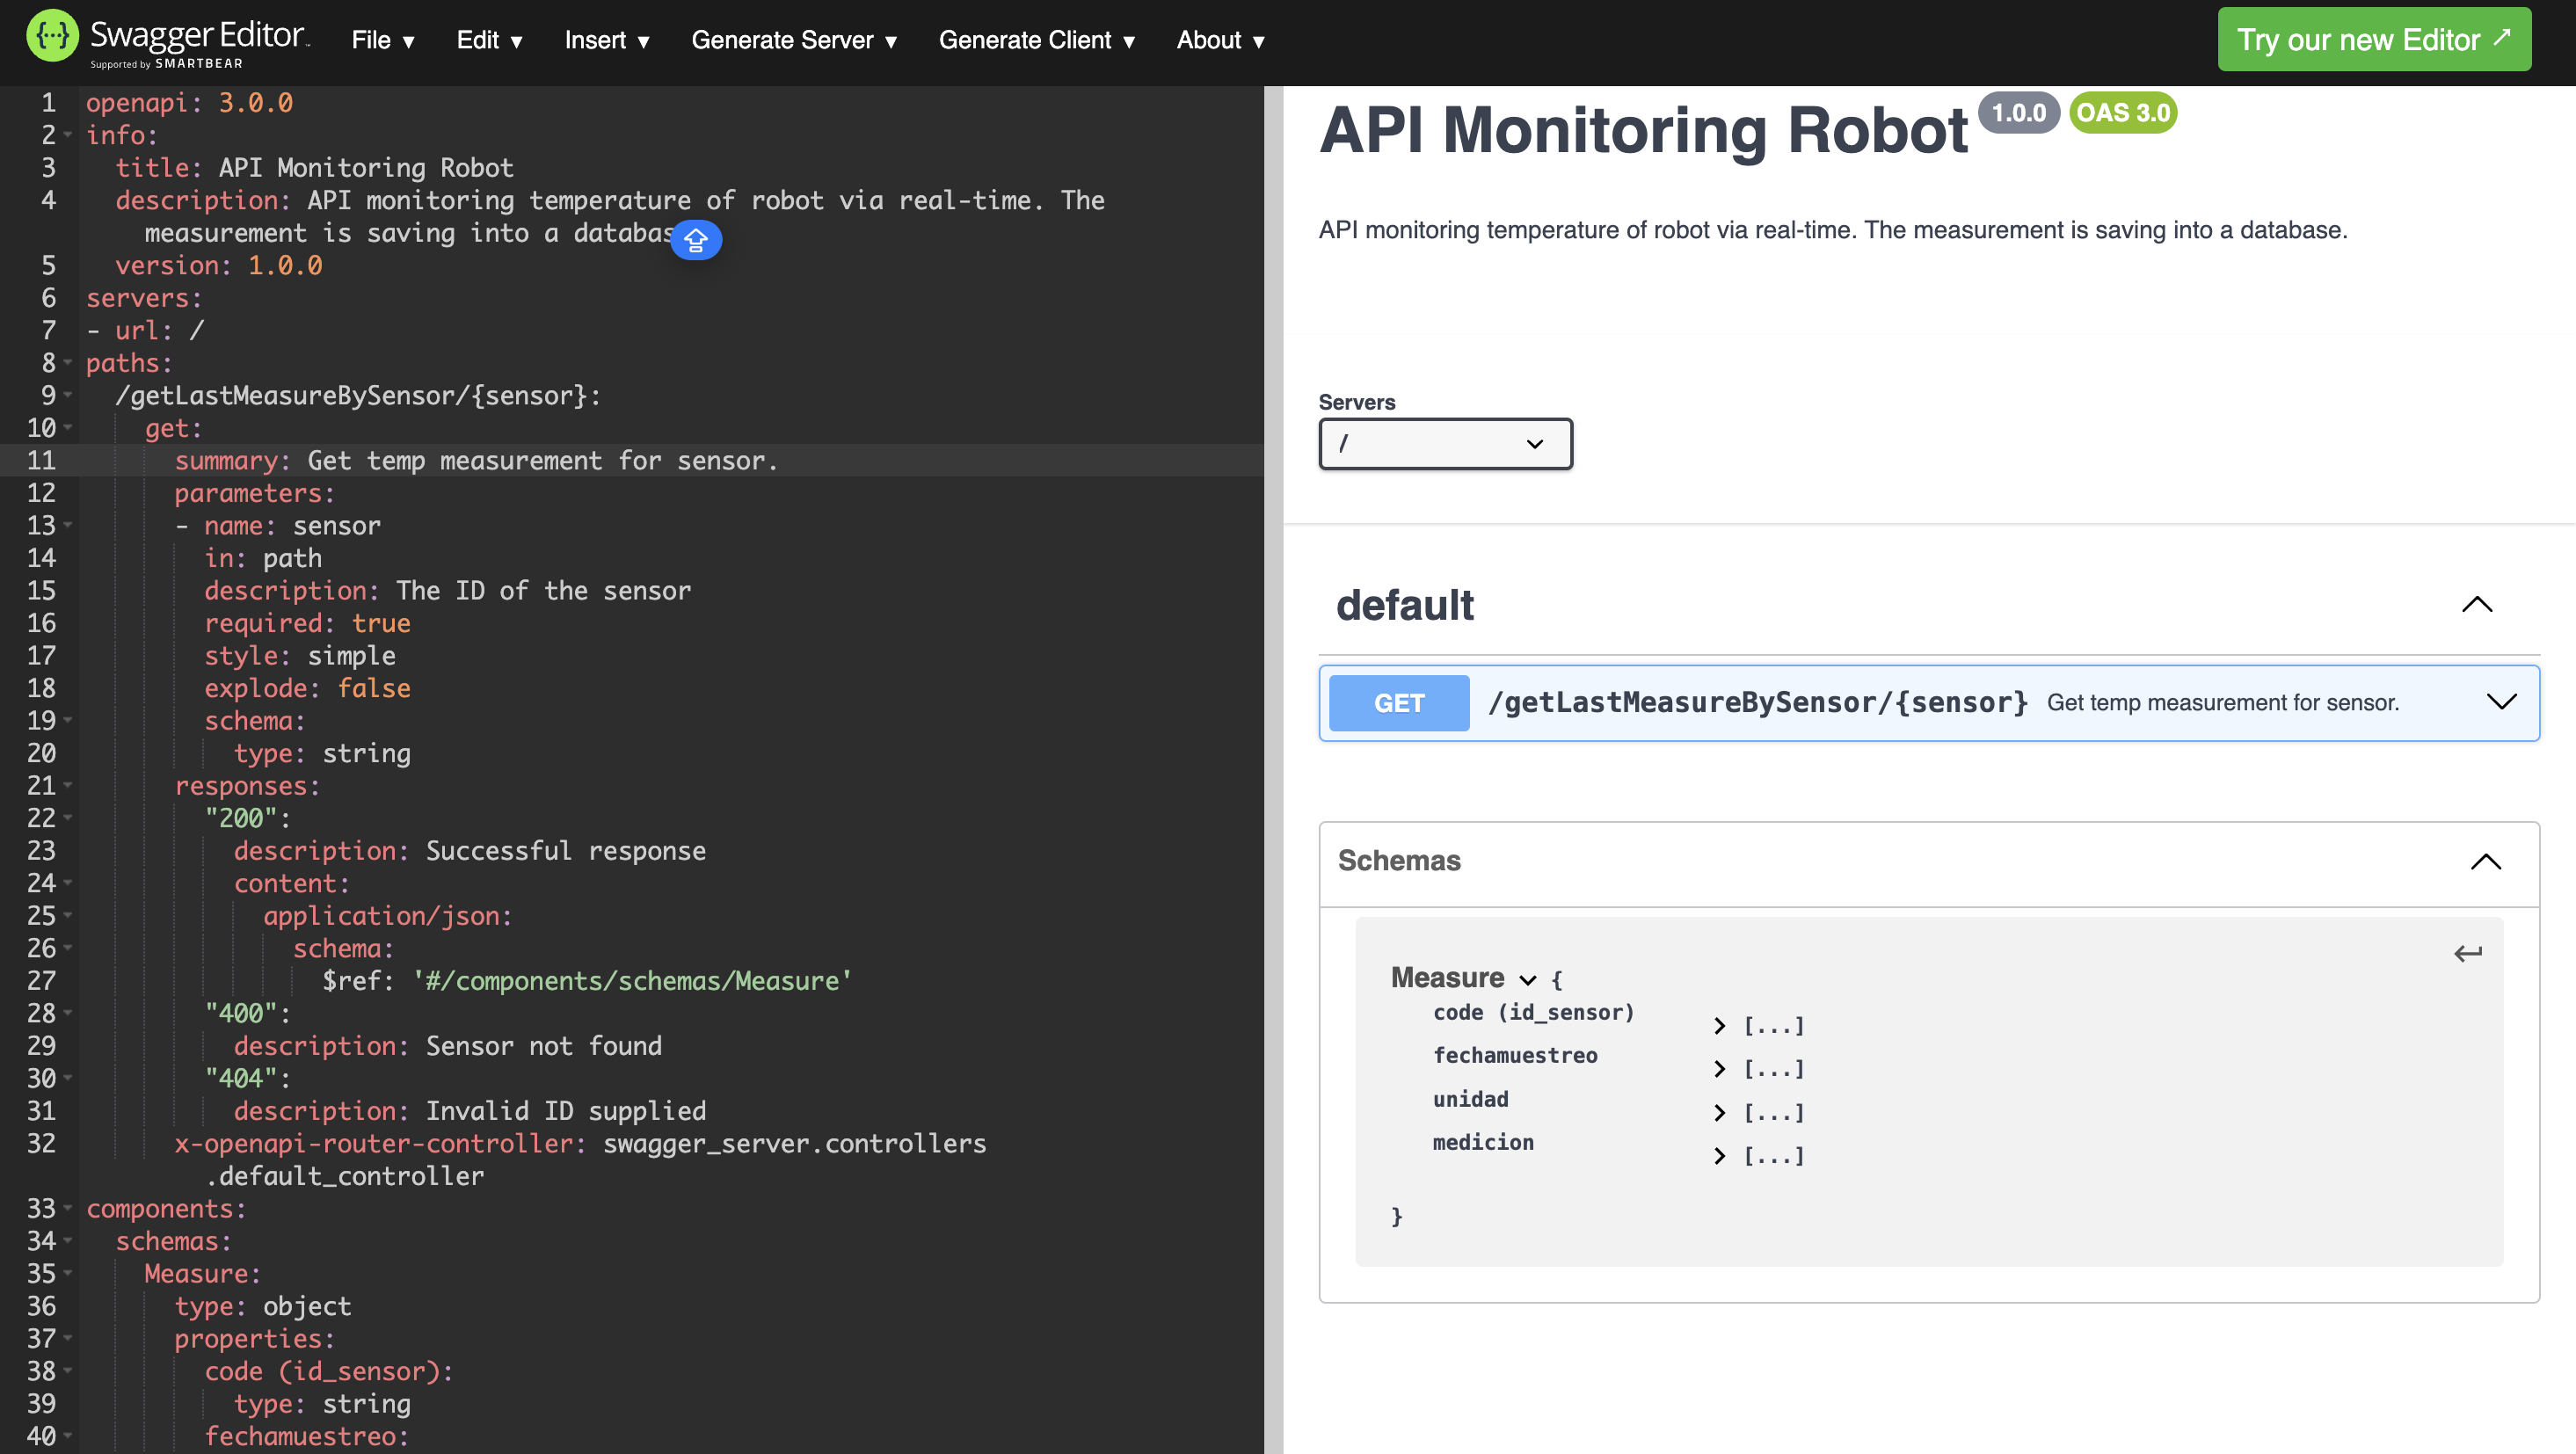 Swagger Editor
Supported by SMARTBEAR
File ▾ Edit ▾ Insert ▾ Generate Server ▾ Generate Client ▾ About ▾
Try our new Editor ↗
1 openapi: 3.0.0
2 info:
3 title: API Monitoring Robot
4 description: API monitoring temperature of robot via real-time. The
measurement is saving into a databas
5 version: 1.0.0
6 servers:
7 - url: /
8 paths:
9 /getLastMeasureBySensor/{sensor}:
10 get:
11 summary: Get temp measurement for sensor.
12 parameters:
13 - name: sensor
14 in: path
15 description: The ID of the sensor
16 required: true
17 style: simple
18 explode: false
19 schema:
20 type: string
21 responses:
22 "200":
23 description: Successful response
24 content:
25 application/json:
26 schema:
27 $ref: '#/components/schemas/Measure'
28 "400":
29 description: Sensor not found
30 "404":
31 description: Invalid ID supplied
32 x-openapi-router-controller: swagger_server.controllers
.default_controller
33 components:
34 schemas:
35 Measure:
36 type: object
37 properties:
38 code (id_sensor):
39 type: string
40 fechamuestreo:
API Monitoring Robot 1.0.0 OAS 3.0
API monitoring temperature of robot via real-time. The measurement is saving into a database.
Servers
/
default
GET /getLastMeasureBySensor/{sensor} Get temp measurement for sensor.
Schemas
Measure {
code (id_sensor) [...]
fechamuestreo [...]
unidad [...]
medicion [...]
}